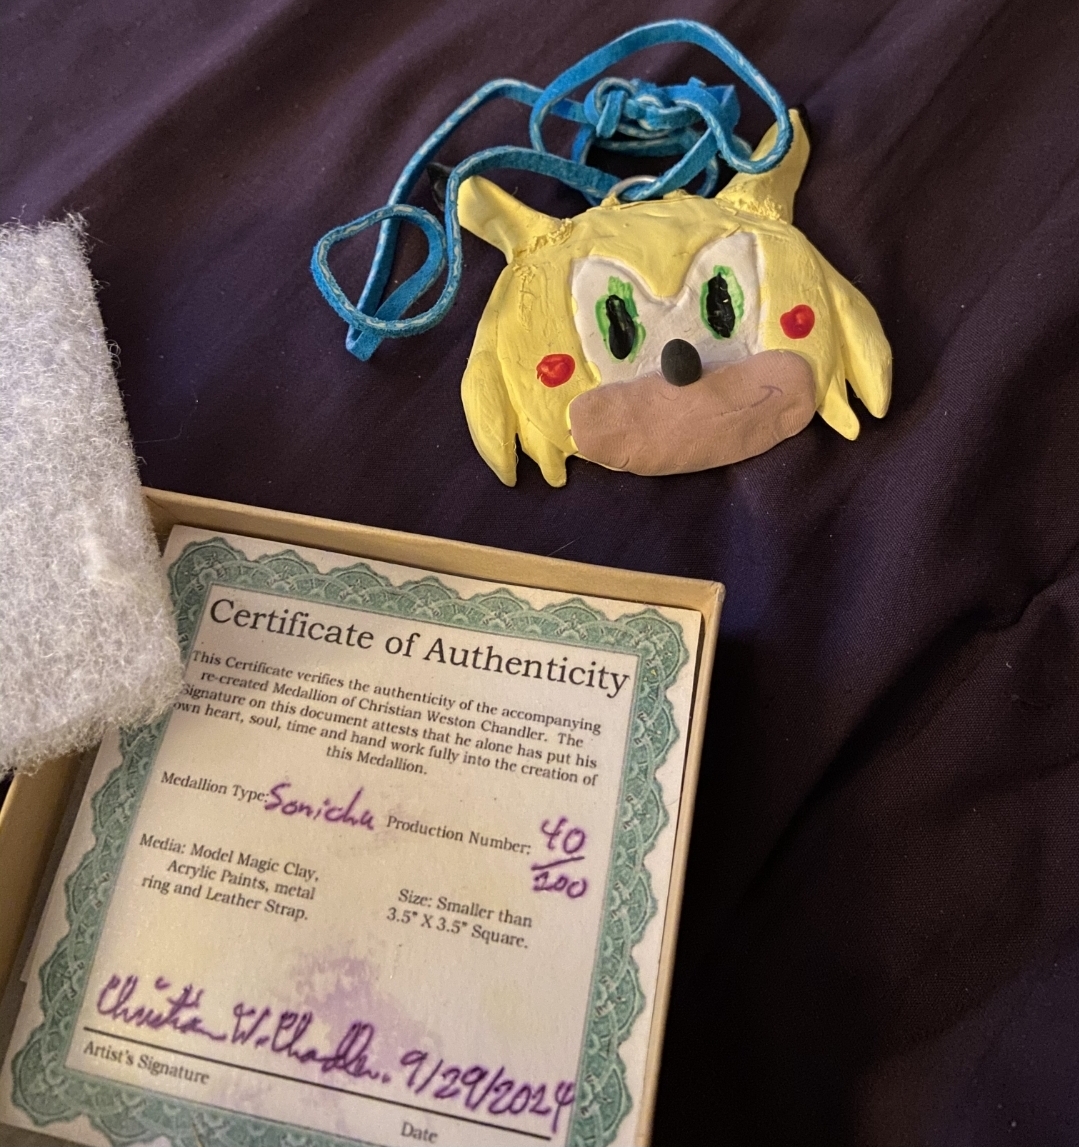 Certificate of Authenticity
This Certificate verifies the authenticity of the accompanying
re-created Medallion of Christian Weston Chandler. The
Signature on this document attests that he alone has put his
own heart, soul, time and hand work fully into the creation of
this Medallion.
Medallion Type: Sonichu Production Number: 40/200
Media: Model Magic Clay,
Acrylic Paints, metal
ring and Leather Strap.
Size: Smaller than
3.5" X 3.5" Square.
Christian W. Chandler. 9/29/2024
Artist's Signature
Date